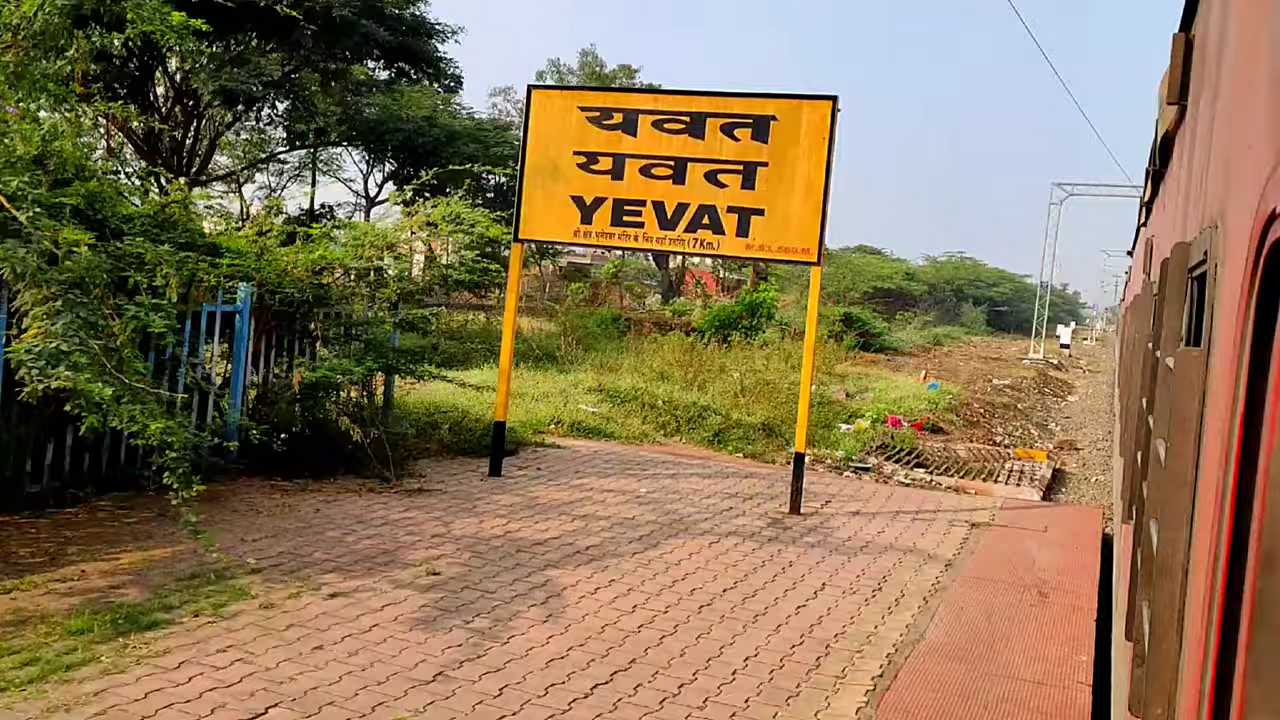 यवत
यवत
YEVAT
श्री.क्षेत्र.भुलेश्वर मंदिर के लिए यहाँ उतरिए (7Km.)